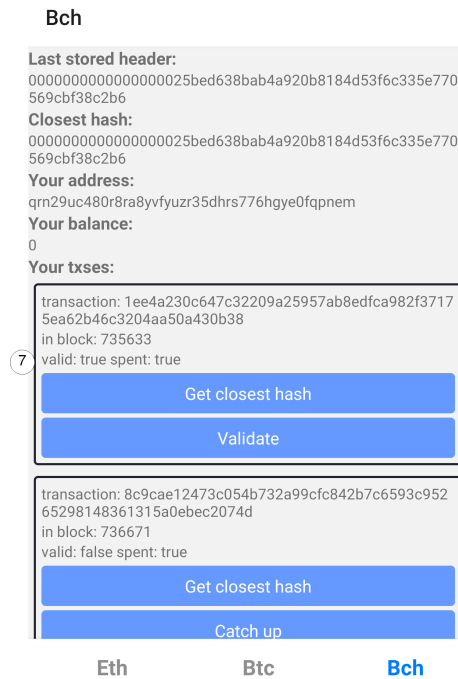 Bch
Last stored header:
0000000000000000025bed638bab4a920b8184d53f6c335e770
569cbf38c2b6
Closest hash:
0000000000000000025bed638bab4a920b8184d53f6c335e770
569cbf38c2b6
Your address:
qrn29uc480r8ra8yvfyuzr35dhrs776hgye0fqpnem
Your balance:
0
Your txses:
transaction: 1ee4a230c647c32209a25957ab8edfca982f3717
5ea62b46c3204aa50a430b38
in block: 735633
7
valid: true spent: true
Get closest hash
Validate
transaction: 8c9cae12473c054b732a99cfc842b7c6593c952
65298148361315a0ebec2074d
in block: 736671
valid: false spent: true
Get closest hash
Catch up
Eth Btc Bch